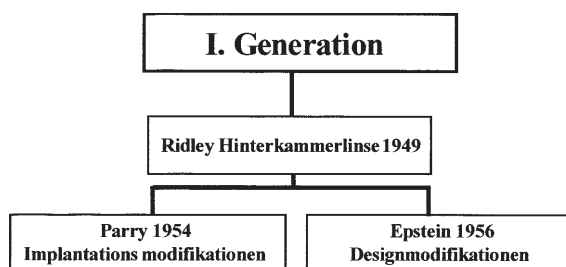 I. Generation
Ridley Hinterkammerlinse 1949
Parry 1954
Implantations modifikationen
Epstein 1956
Designmodifikationen